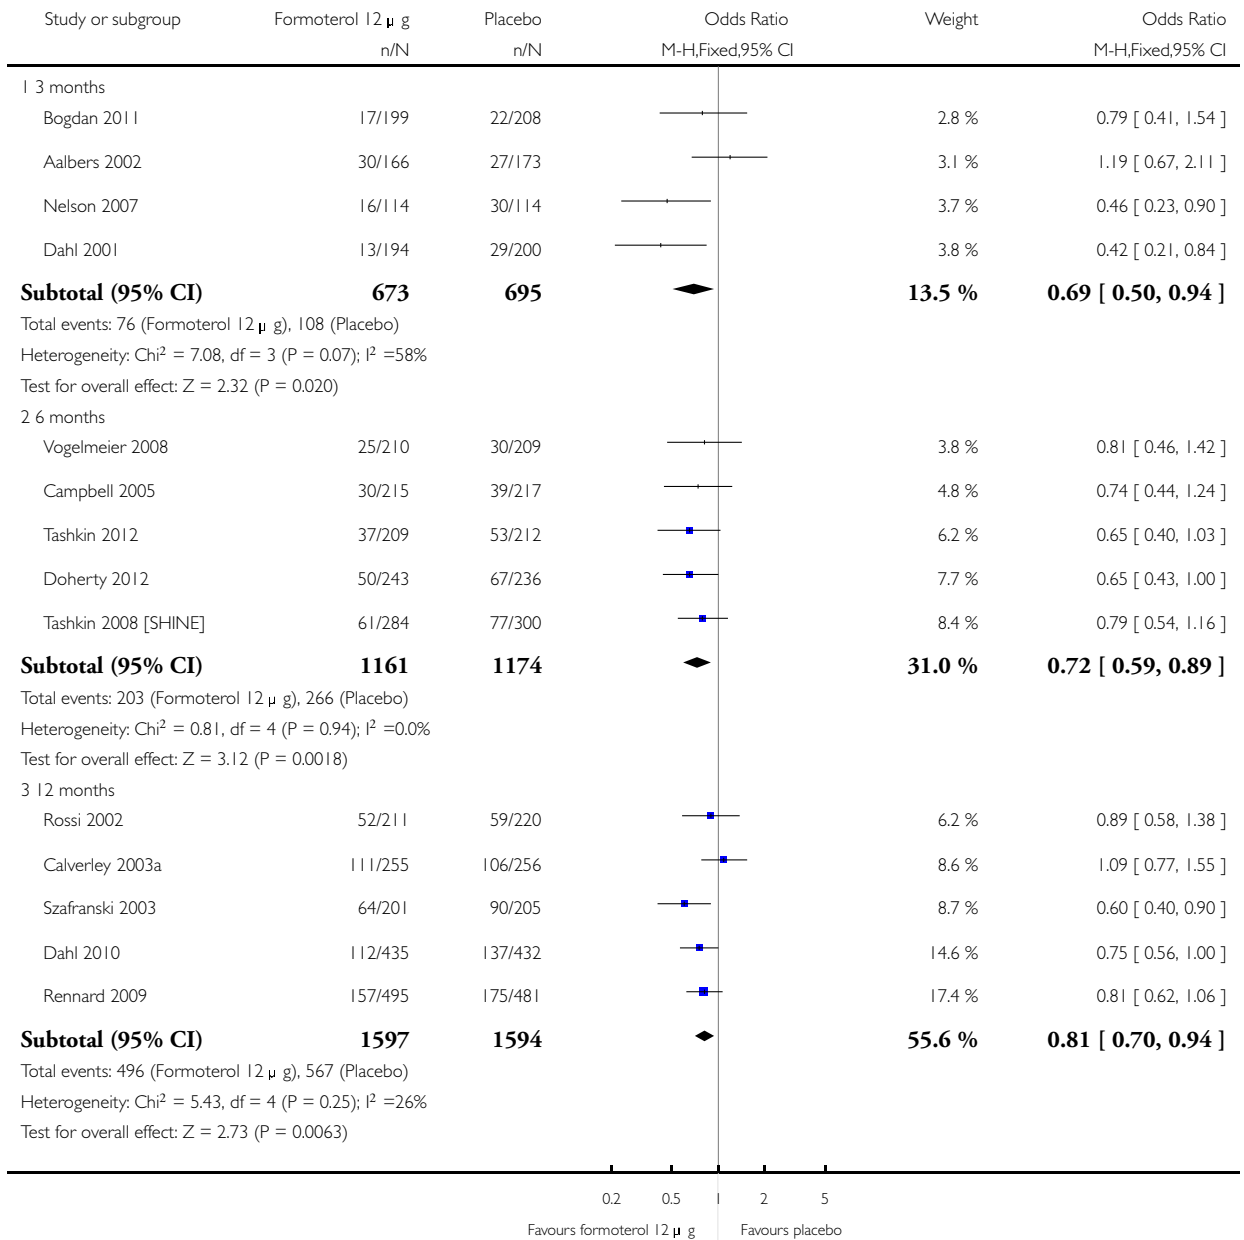 Study or subgroup Formoterol 12 μ g Placebo Odds Ratio Weight Odds Ratio
n/N n/N M-H,Fixed,95% CI M-H,Fixed,95% CI
1 3 months
Bogdan 2011 17/199 22/208 2.8 % 0.79 [ 0.41, 1.54 ]
Aalbers 2002 30/166 27/173 3.1 % 1.19 [ 0.67, 2.11 ]
Nelson 2007 16/114 30/114 3.7 % 0.46 [ 0.23, 0.90 ]
Dahl 2001 13/194 29/200 3.8 % 0.42 [ 0.21, 0.84 ]
Subtotal (95% CI) 673 695 13.5 % 0.69 [ 0.50, 0.94 ]
Total events: 76 (Formoterol 12 μ g), 108 (Placebo)
Heterogeneity: Chi² = 7.08, df = 3 (P = 0.07); I² =58%
Test for overall effect: Z = 2.32 (P = 0.020)
2 6 months
Vogelmeier 2008 25/210 30/209 3.8 % 0.81 [ 0.46, 1.42 ]
Campbell 2005 30/215 39/217 4.8 % 0.74 [ 0.44, 1.24 ]
Tashkin 2012 37/209 53/212 6.2 % 0.65 [ 0.40, 1.03 ]
Doherty 2012 50/243 67/236 7.7 % 0.65 [ 0.43, 1.00 ]
Tashkin 2008 [SHINE] 61/284 77/300 8.4 % 0.79 [ 0.54, 1.16 ]
Subtotal (95% CI) 1161 1174 31.0 % 0.72 [ 0.59, 0.89 ]
Total events: 203 (Formoterol 12 μ g), 266 (Placebo)
Heterogeneity: Chi² = 0.81, df = 4 (P = 0.94); I² =0.0%
Test for overall effect: Z = 3.12 (P = 0.0018)
3 12 months
Rossi 2002 52/211 59/220 6.2 % 0.89 [ 0.58, 1.38 ]
Calverley 2003a 111/255 106/256 8.6 % 1.09 [ 0.77, 1.55 ]
Szafranski 2003 64/201 90/205 8.7 % 0.60 [ 0.40, 0.90 ]
Dahl 2010 112/435 137/432 14.6 % 0.75 [ 0.56, 1.00 ]
Rennard 2009 157/495 175/481 17.4 % 0.81 [ 0.62, 1.06 ]
Subtotal (95% CI) 1597 1594 55.6 % 0.81 [ 0.70, 0.94 ]
Total events: 496 (Formoterol 12 μ g), 567 (Placebo)
Heterogeneity: Chi² = 5.43, df = 4 (P = 0.25); I² =26%
Test for overall effect: Z = 2.73 (P = 0.0063)
0.2 0.5 1 2 5
Favours formoterol 12 μ g Favours placebo